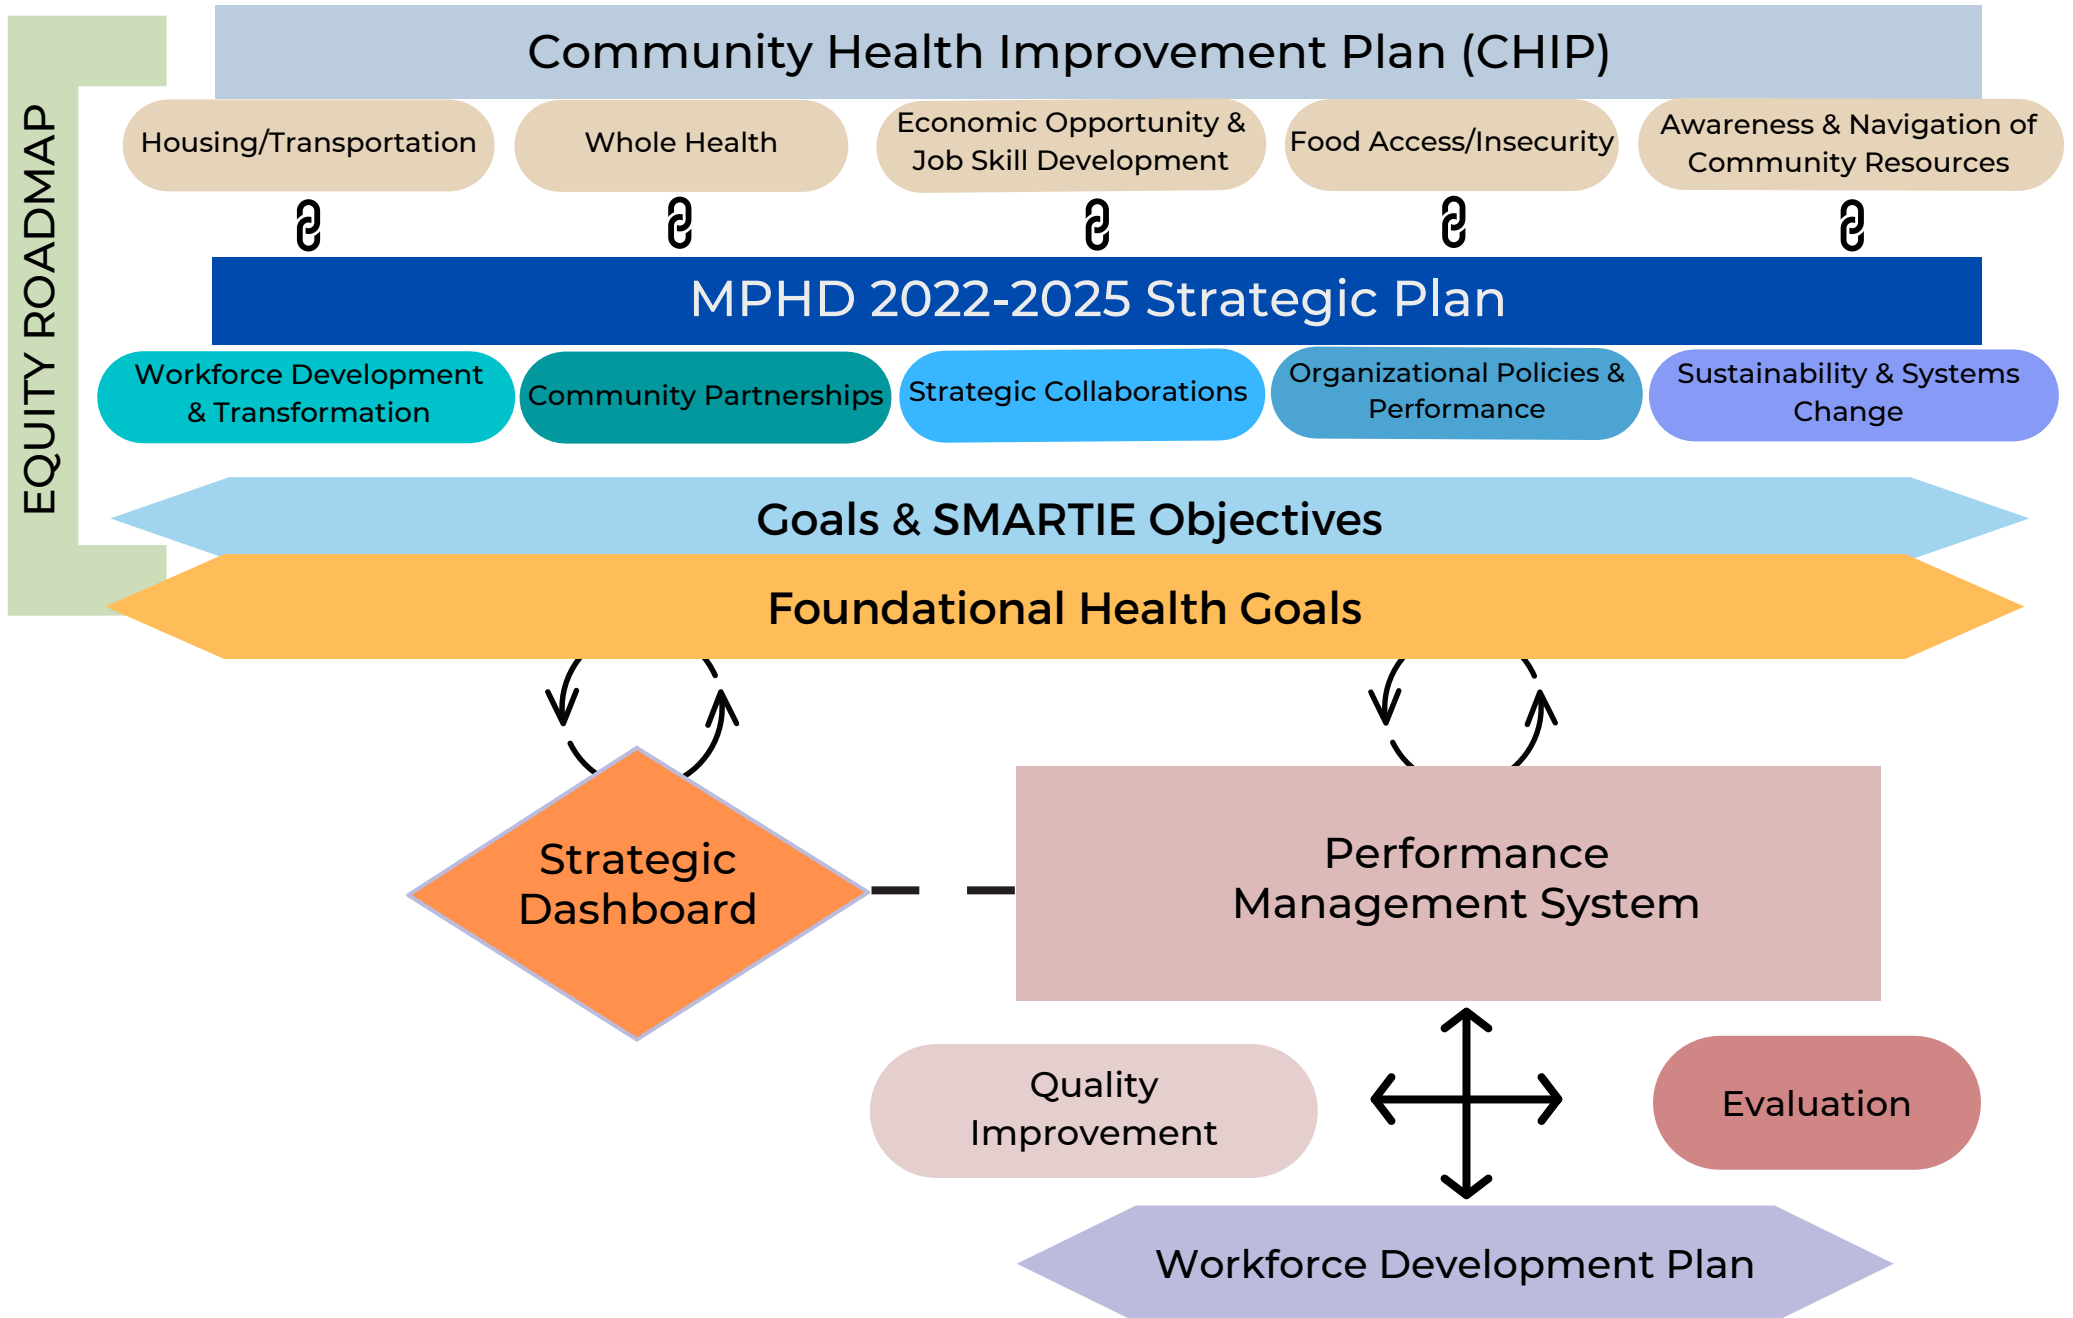 Community Health Improvement Plan (CHIP)
EQUITY ROADMAP
Housing/Transportation
Whole Health
Economic Opportunity &
Job Skill Development
Food Access/Insecurity
Awareness & Navigation of
Community Resources
MPHD 2022-2025 Strategic Plan
Workforce Development
& Transformation
Community Partnerships
Strategic Collaborations
Organizational Policies &
Performance
Sustainability & Systems
Change
Goals & SMARTIE Objectives
Foundational Health Goals
Strategic
Dashboard
Performance
Management System
Quality
Improvement
Evaluation
Workforce Development Plan